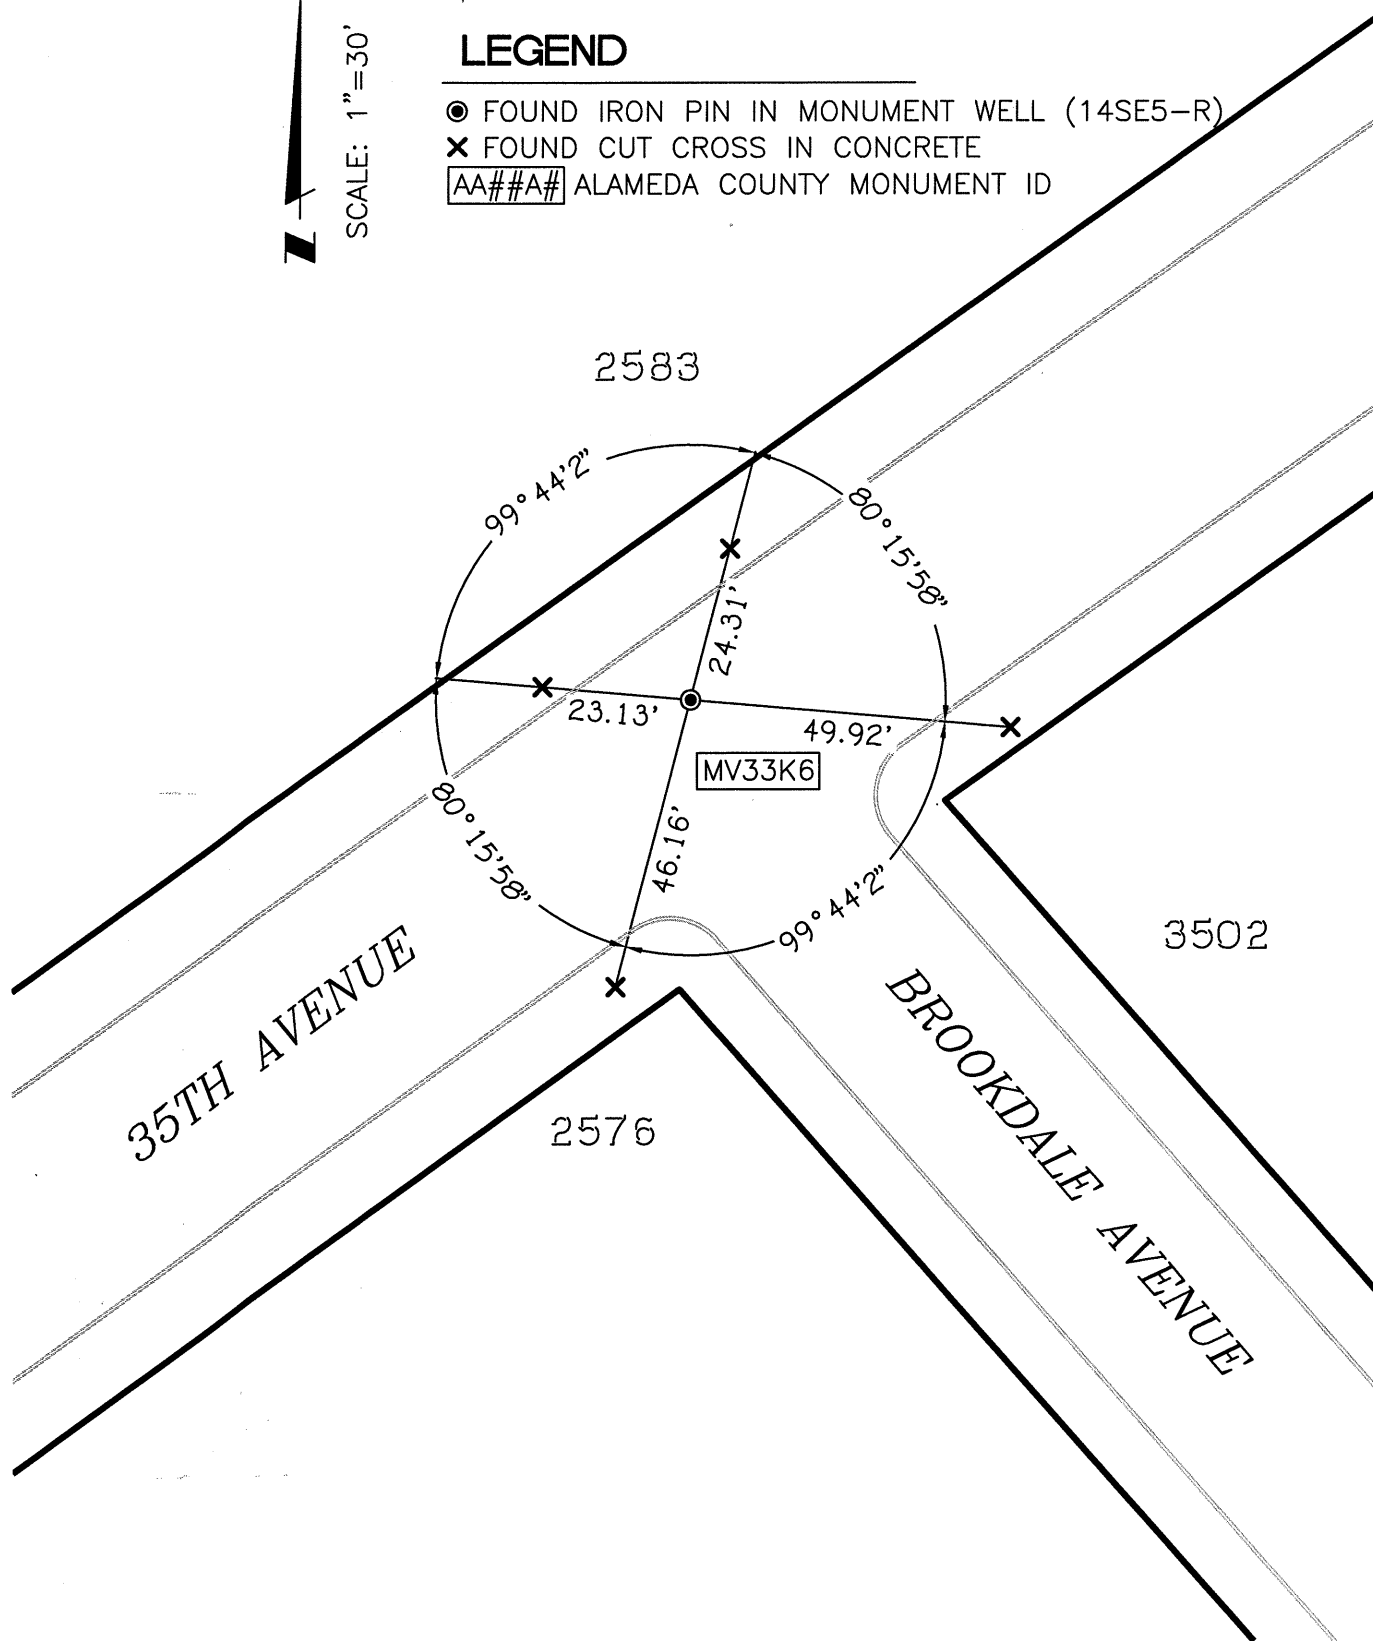 SCALE: 1"=30'
LEGEND
FOUND IRON PIN IN MONUMENT WELL (14SE5-R)
FOUND CUT CROSS IN CONCRETE
AA##A# ALAMEDA COUNTY MONUMENT ID
2583
99°44'2"
80°15'58"
24.31'
23.13'
49.92'
MV33K6
46.16'
80°15'58"
99°44'2"
3502
35TH AVENUE
2576
BROOKDALE AVENUE